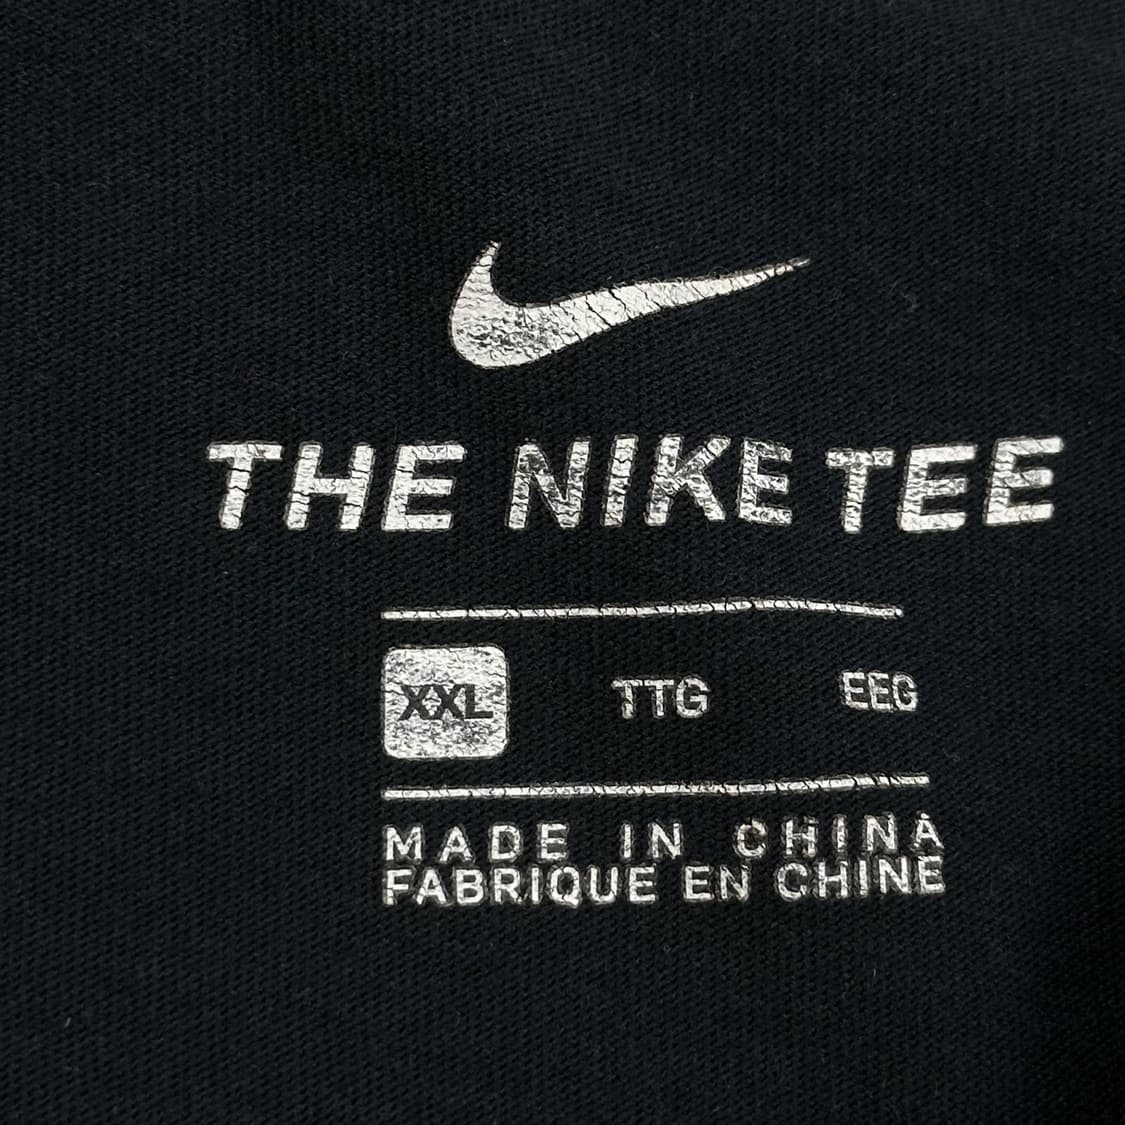 THE NIKE TEE
XXL TTG EEG
MADE IN CHINA
FABRIQUE EN CHINE